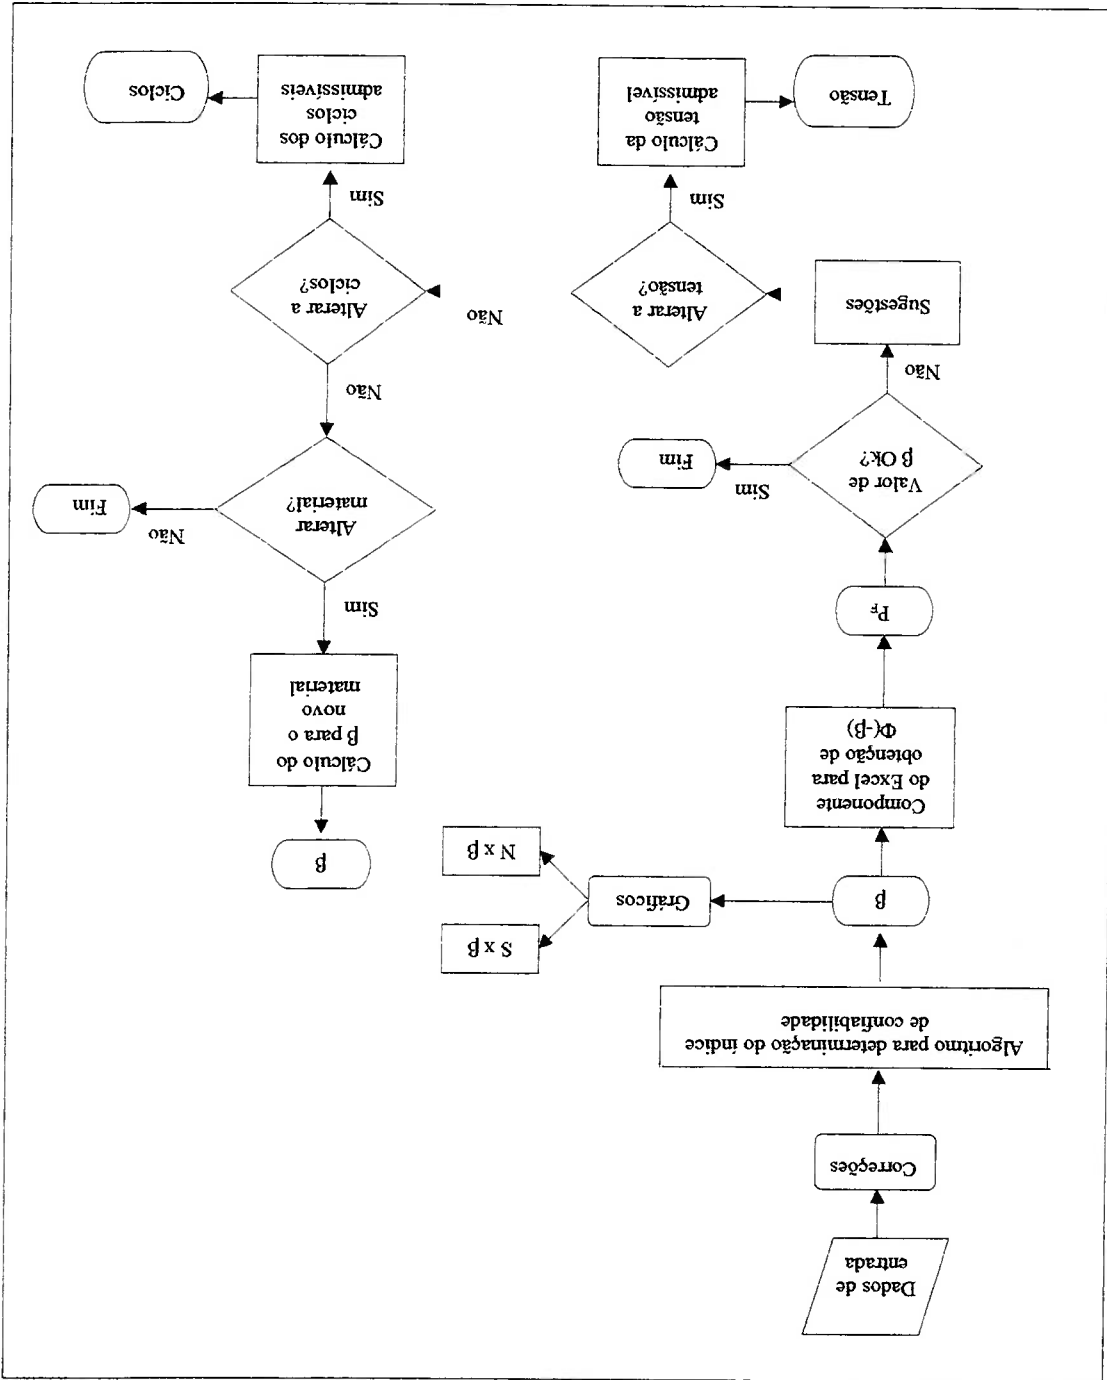 Dados de
entrada
Correções
Algoritmo para determinação do índice
de confiabilidade
β
Gráficos
S x β
N x β
Componente
do Excel para
obtenção de
Φ(-β)
P_F
Valor de
β Ok?
Sim
Fim
Não
Sugestões
Alterar a
tensão?
Sim
Cálculo da
tensão
admissível
Tensão
β
Cálculo do
β para o
novo
material
Sim
Alterar
material?
Não
Fim
Não
Não
Alterar a
ciclos?
Sim
Cálculo dos
ciclos
admissíveis
Ciclos